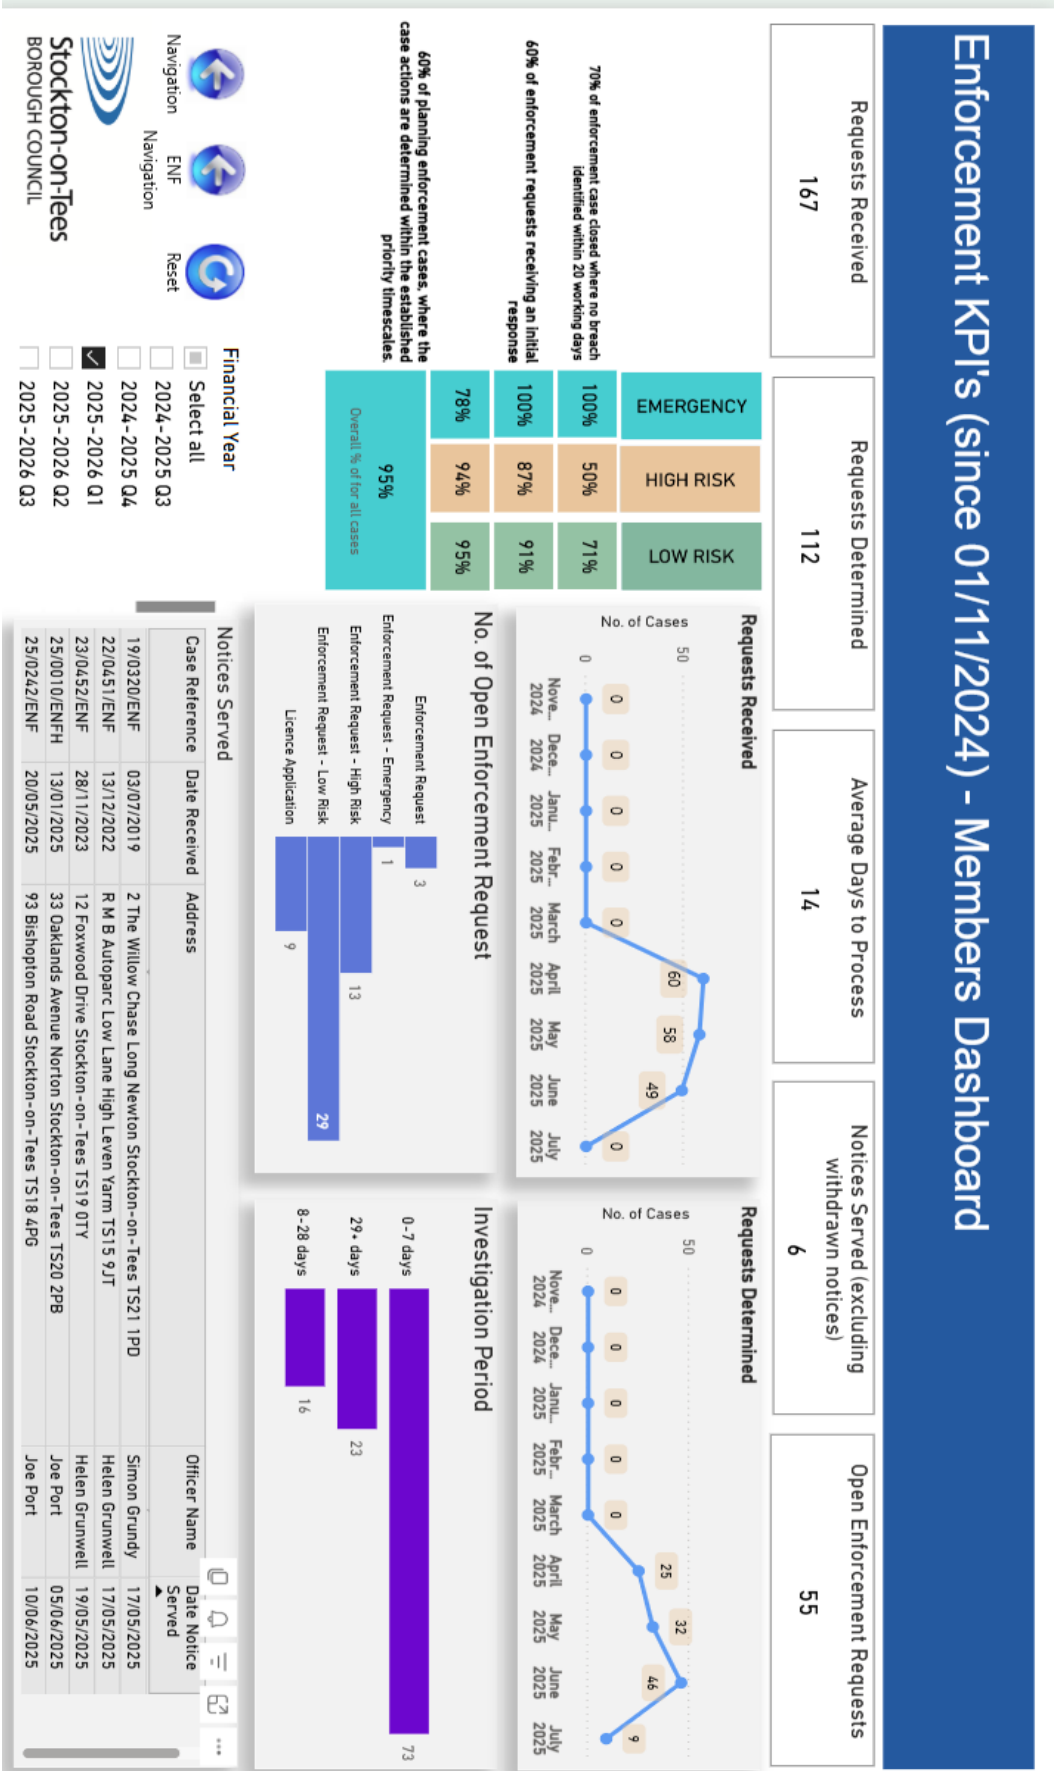 Enforcement KPI's (since 01/11/2024) - Members Dashboard
Requests Received
167
Requests Determined
112
Average Days to Process
14
Notices Served (excluding
withdrawn notices)
6
Open Enforcement Requests
55
EMERGENCY
HIGH RISK
LOW RISK
70% of enforcement case closed where no breach
identified within 20 working days
100%
50%
71%
60% of enforcement requests receiving an initial
response
100%
87%
91%
60% of planning enforcement cases, where the
case actions are determined within the established
priority timescales.
78%
94%
95%
95%
Overall % of for all cases
Requests Received
No. of Cases
50
0
0
0
0
0
0
60
58
49
0
Nove...
2024
Dece...
2024
Janu...
2025
Febr...
2025
March
2025
April
2025
May
2025
June
2025
July
2025
Requests Determined
No. of Cases
50
0
0
0
0
0
0
25
32
46
9
Nove...
2024
Dece...
2024
Janu...
2025
Febr...
2025
March
2025
April
2025
May
2025
June
2025
July
2025
No. of Open Enforcement Request
Enforcement Request 3
Enforcement Request - Emergency 1
Enforcement Request - High Risk 13
Enforcement Request - Low Risk 29
Licence Application 9
Investigation Period
0-7 days 73
29+ days 23
8-28 days 16
Navigation
ENF
Navigation
Reset
Stockton-on-Tees
BOROUGH COUNCIL
Financial Year
Select all
2024-2025 Q3
2024-2025 Q4
2025-2026 Q1
2025-2026 Q2
2025-2026 Q3
Notices Served
Case Reference Date Received Address Officer Name Date Notice
Served
19/0320/ENF 03/07/2019 2 The Willow Chase Long Newton Stockton-on-Tees TS21 1PD Simon Grundy 17/05/2025
22/0451/ENF 13/12/2022 R M B Autoparc Low Lane High Leven Yarm TS15 9JT Helen Grunwell 17/05/2025
23/0452/ENF 28/11/2023 12 Foxwood Drive Stockton-on-Tees TS19 0TY Helen Grunwell 19/05/2025
25/0010/ENFH 13/01/2025 33 Oaklands Avenue Norton Stockton-on-Tees TS20 2PB Joe Port 05/06/2025
25/0242/ENF 20/05/2025 93 Bishopton Road Stockton-on-Tees TS18 4PG Joe Port 10/06/2025